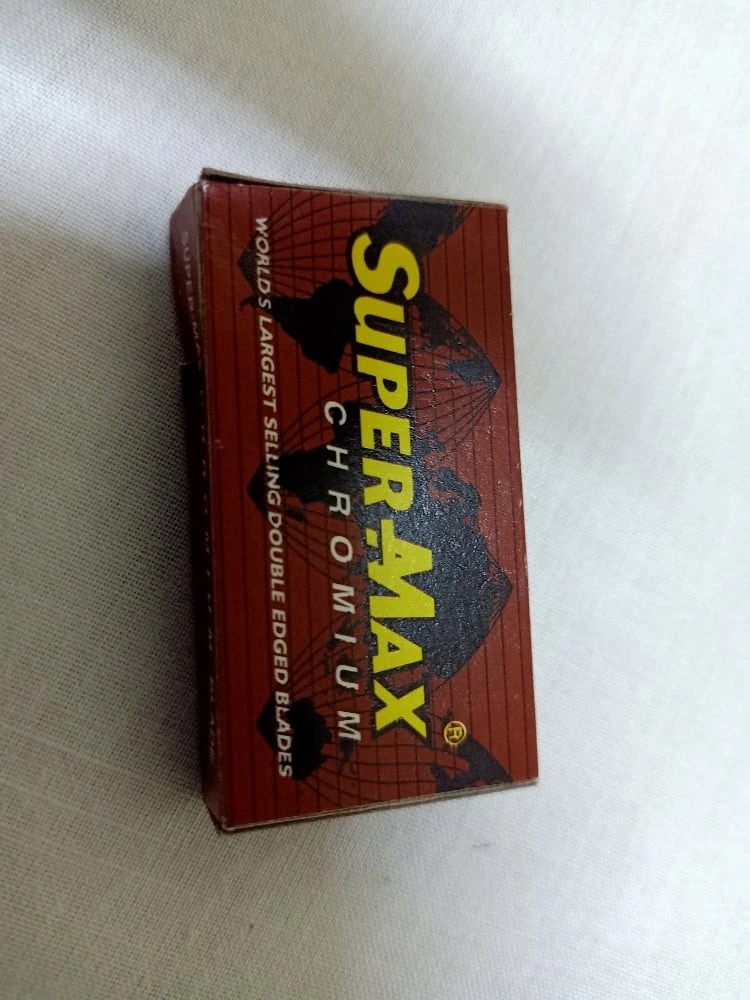 SUPER-MAX®
CHROMIUM
WORLD'S LARGEST SELLING DOUBLE EDGED BLADES